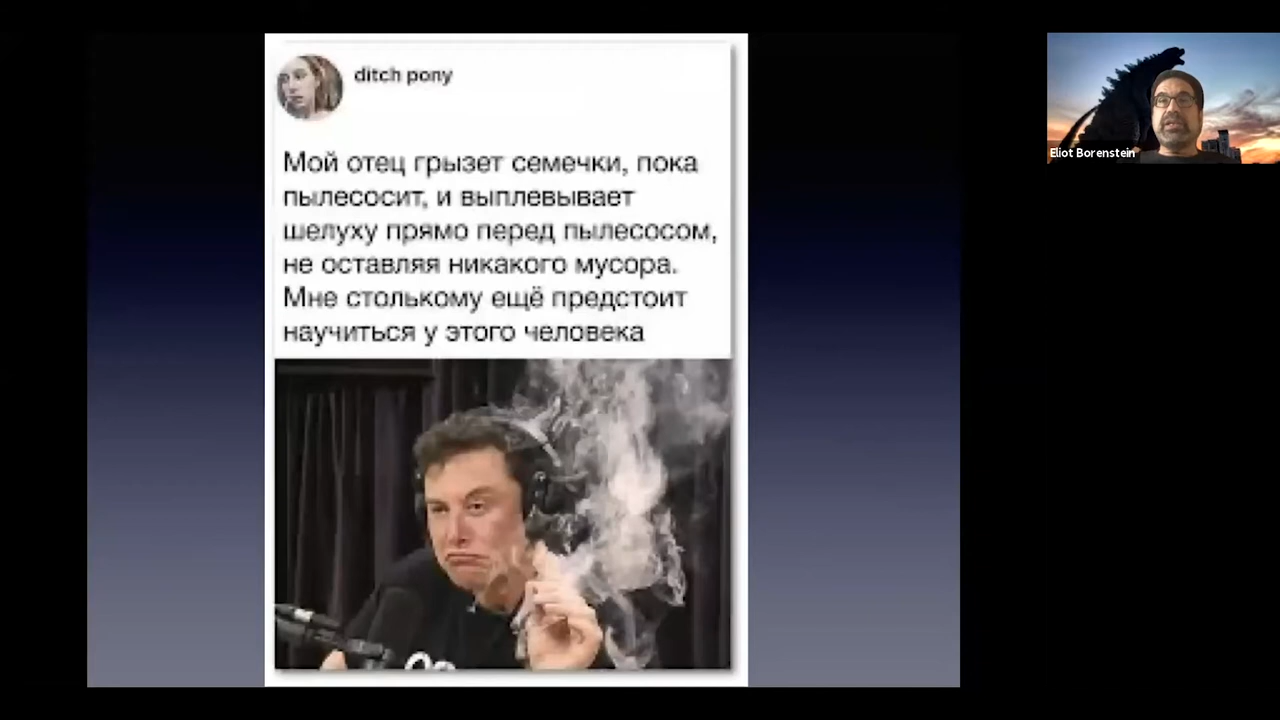 ditch pony
Мой отец грызет семечки, пока
пылесосит, и выплевывает
шелуху прямо перед пылесосом,
не оставляя никакого мусора.
Мне столькому ещё предстоит
научиться у этого человека
Eliot Borenstein